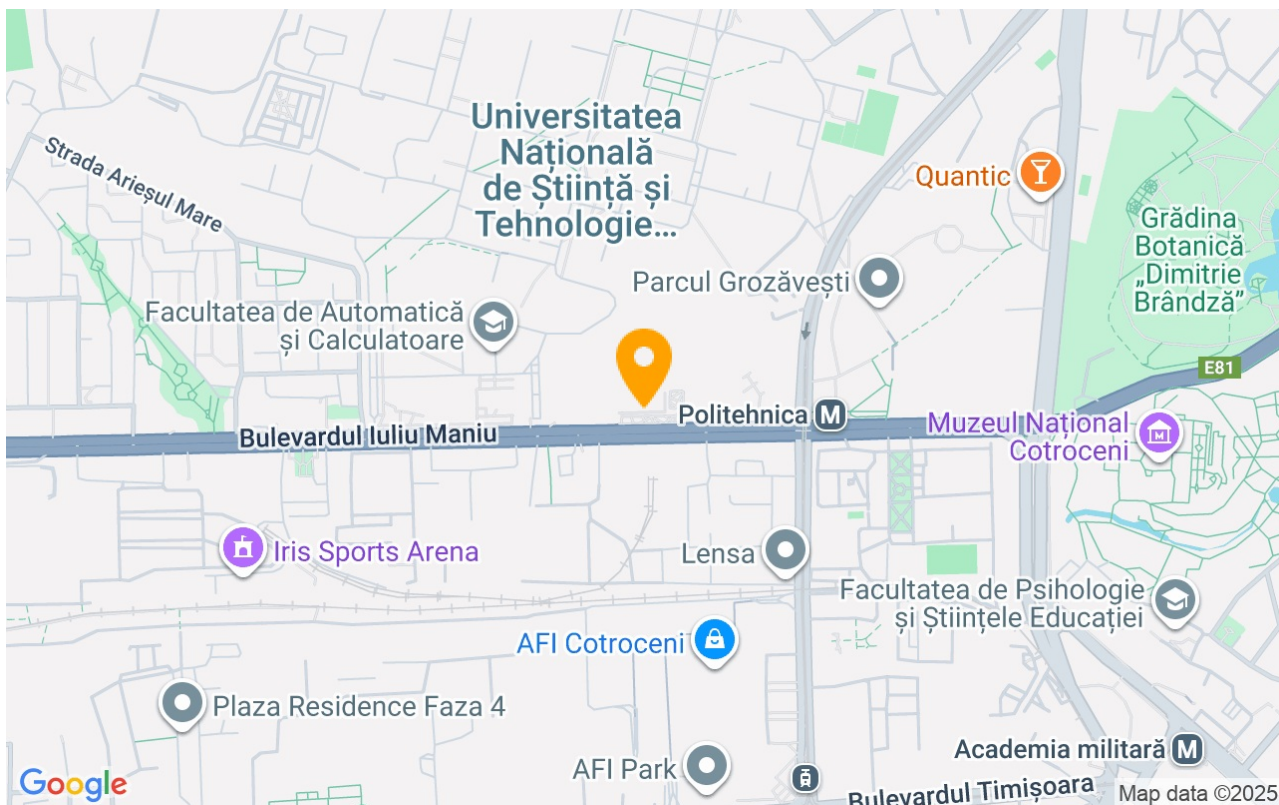 Universitatea
Națională
de Știință și
Tehnologie...
Strada Arieșul Mare
Quantic
Grădina
Botanică
„Dimitrie
Brândză”
Parcul Grozăvești
Facultatea de Automatică
și Calculatoare
E81
Politehnica M
Bulevardul Iuliu Maniu
Muzeul Național
Cotroceni
Iris Sports Arena
Lensa
Facultatea de Psihologie
și Științele Educației
AFI Cotroceni
Plaza Residence Faza 4
Academia militară M
AFI Park
Bulevardul Timișoara
Google
Map data ©2025